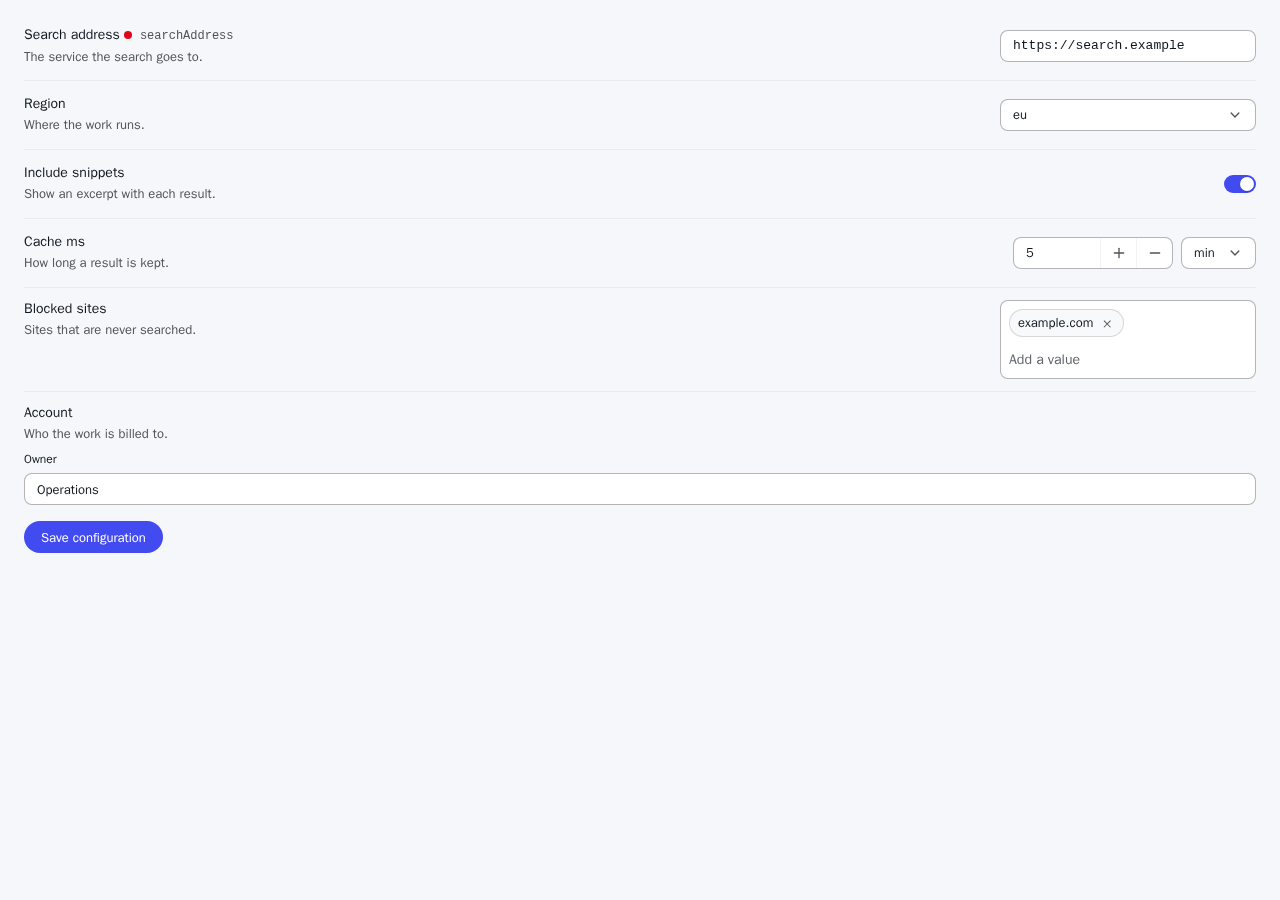 Search address searchAddress
The service the search goes to.
https://search.example
Region
Where the work runs.
eu
Include snippets
Show an excerpt with each result.
Cache ms
How long a result is kept.
5
min
Blocked sites
Sites that are never searched.
example.com
Add a value
Account
Who the work is billed to.
Owner
Operations
Save configuration